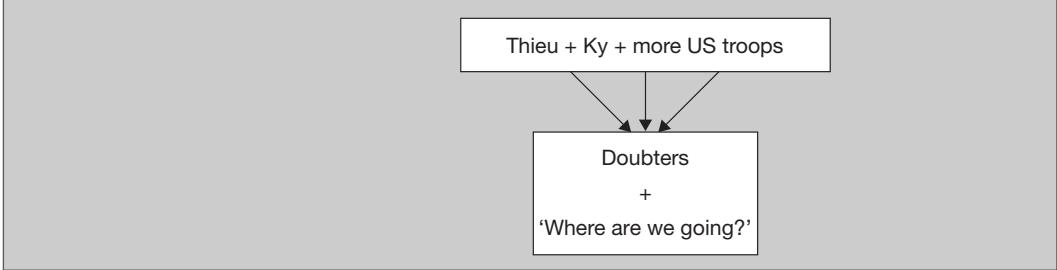 Thieu + Ky + more US troops
Doubters
+
‘Where are we going?’